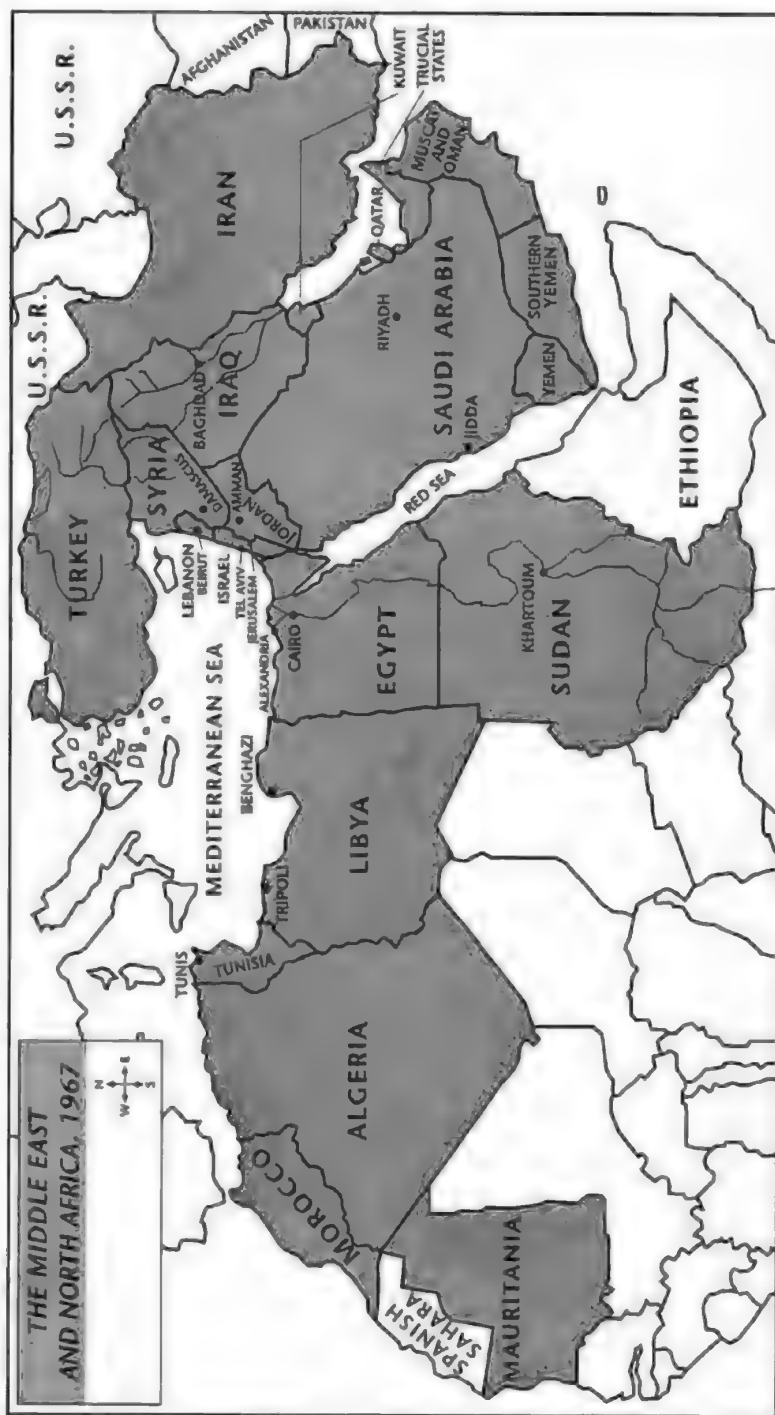 THE MIDDLE EAST
AND NORTH AFRICA, 1967
N
W E
S
U.S.S.R.
U.S.S.R.
AFGHANISTAN
PAKISTAN
TURKEY
IRAN
KUWAIT
TRUCIAL
STATES
SYRIA
DAMASCUS
BAGHDAD
IRAQ
LEBANON
BEIRUT
ISRAEL
TEL AVIV
JERUSALEM
AMMAN
JORDAN
MEDITERRANEAN SEA
ALEXANDRIA
CAIRO
EGYPT
QATAR
MUSCAT
AND
OMAN
RIYADH
SAUDI ARABIA
JIDDA
RED SEA
YEMEN
SOUTHERN
YEMEN
TUNIS
TUNISIA
TRIPOLI
BENGHAZI
LIBYA
MOROCCO
ALGERIA
SPANISH
SAHARA
MAURITANIA
KHARTOUM
SUDAN
ETHIOPIA